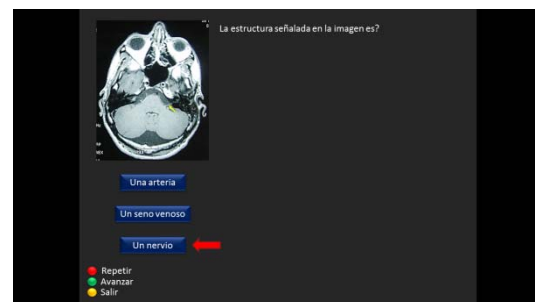 La estructura señalada en la imagen es?
Una arteria
Un seno venoso
Un nervio
Repetir
Avanzar
Salir